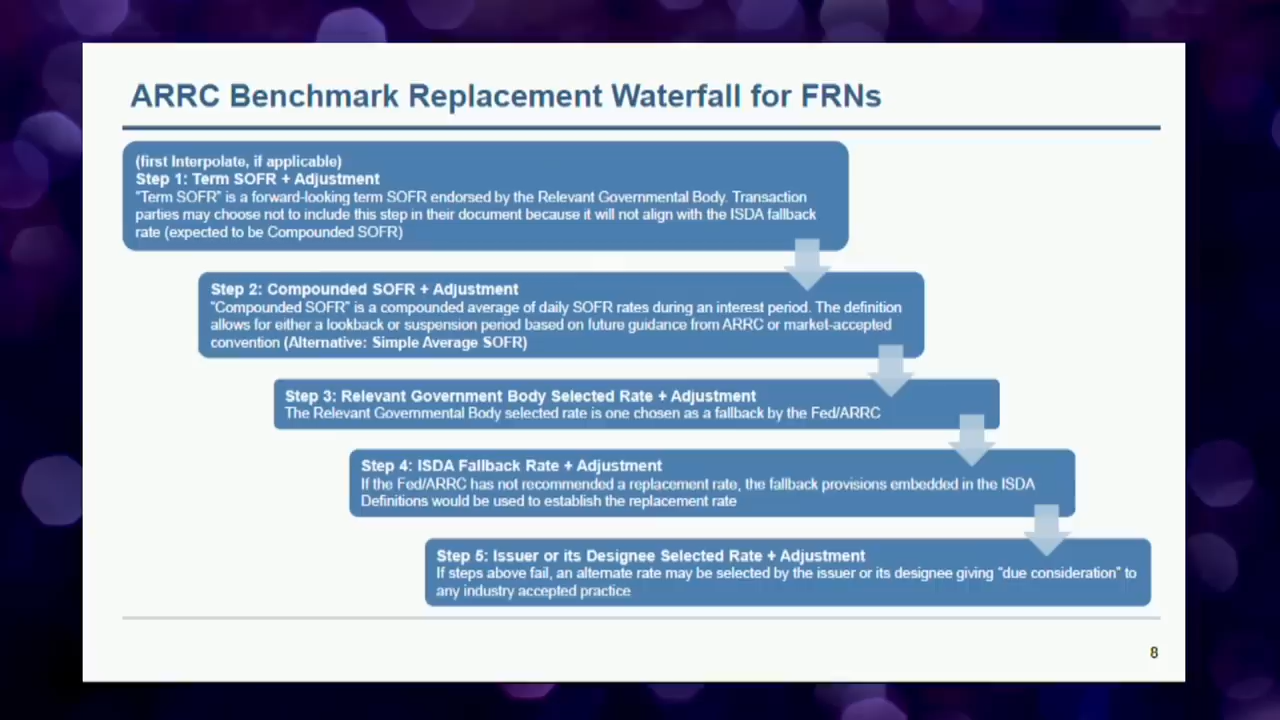 ARRC Benchmark Replacement Waterfall for FRNs
(first Interpolate, if applicable)
Step 1: Term SOFR + Adjustment
"Term SOFR" is a forward-looking term SOFR endorsed by the Relevant Governmental Body. Transaction
parties may choose not to include this step in their document because it will not align with the ISDA fallback
rate (expected to be Compounded SOFR)
Step 2: Compounded SOFR + Adjustment
"Compounded SOFR" is a compounded average of daily SOFR rates during an interest period. The definition
allows for either a lookback or suspension period based on future guidance from ARRC or market-accepted
convention (Alternative: Simple Average SOFR)
Step 3: Relevant Government Body Selected Rate + Adjustment
The Relevant Governmental Body selected rate is one chosen as a fallback by the Fed/ARRC
Step 4: ISDA Fallback Rate + Adjustment
If the Fed/ARRC has not recommended a replacement rate, the fallback provisions embedded in the ISDA
Definitions would be used to establish the replacement rate
Step 5: Issuer or its Designee Selected Rate + Adjustment
If steps above fail, an alternate rate may be selected by the issuer or its designee giving "due consideration" to
any industry accepted practice
8